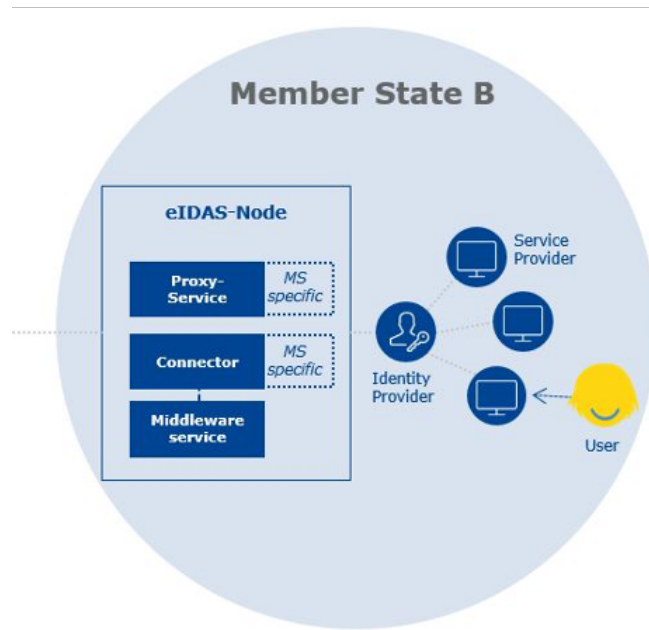 Member State B
eIDAS-Node
Proxy-
Service
MS
specific
Connector
MS
specific
Middleware
service
Service
Provider
Identity
Provider
User